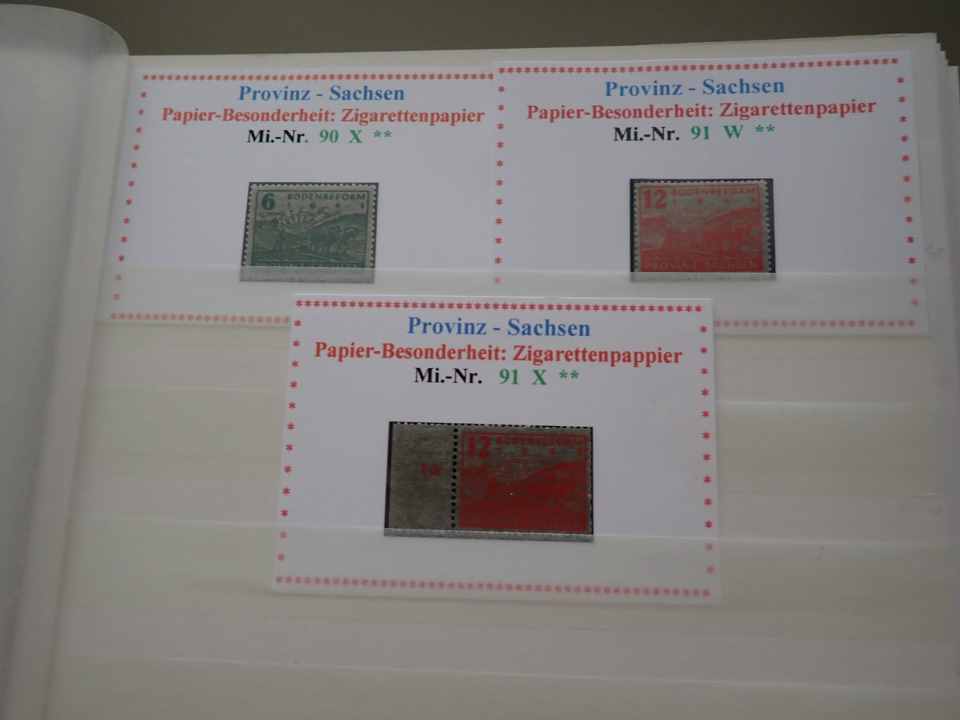 Provinz - Sachsen
Papier-Besonderheit: Zigarettenpapier
Mi.-Nr. 90 X **
6 BODENREFORM
Provinz - Sachsen
Papier-Besonderheit: Zigarettenpapier
Mi.-Nr. 91 W **
12 BODENREFORM
Provinz - Sachsen
Papier-Besonderheit: Zigarettenpappier
Mi.-Nr. 91 X **
12 BODENREFORM